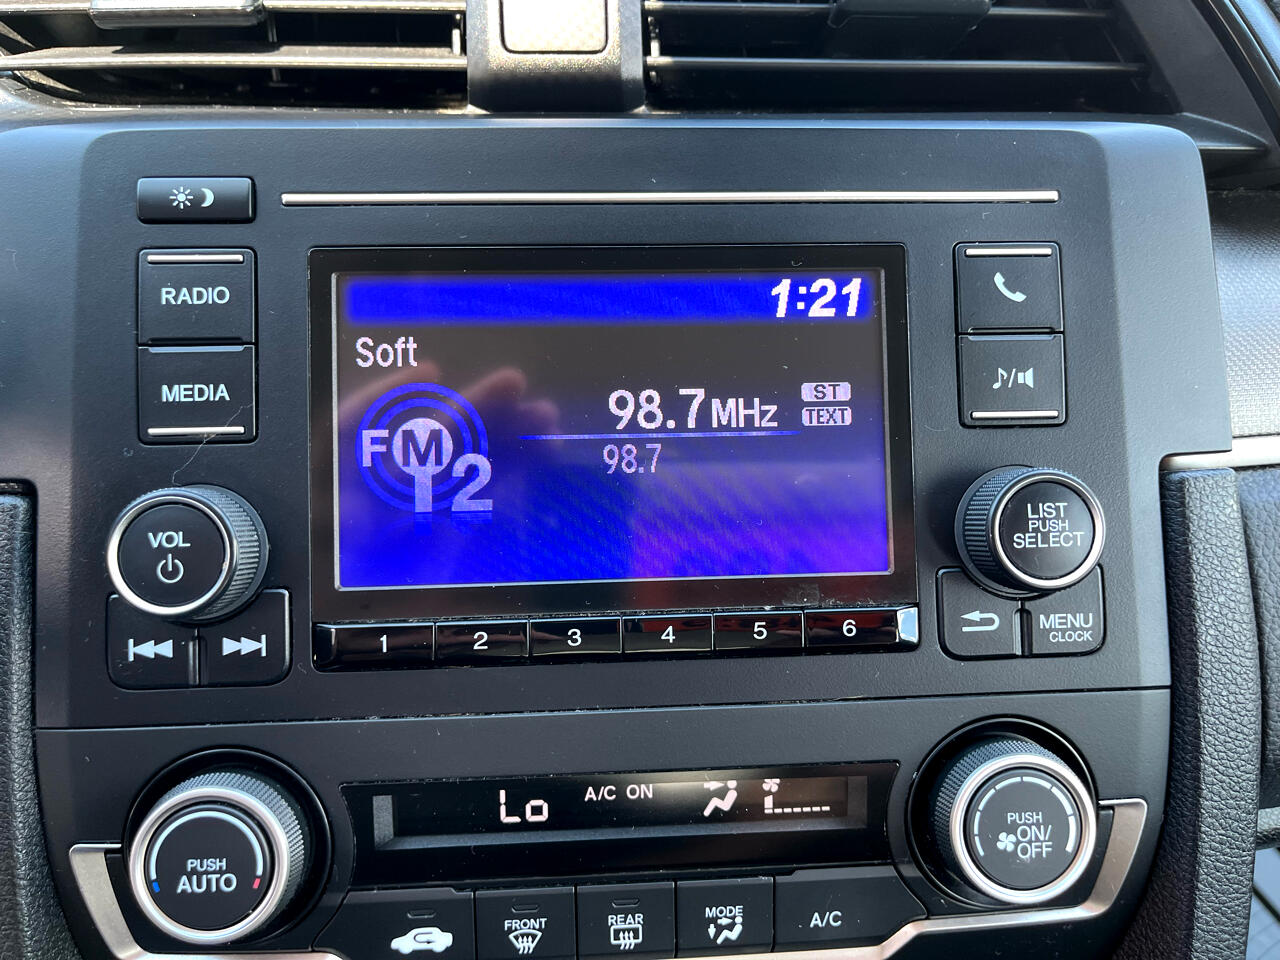 1:21
RADIO
Soft
MEDIA
98.7 MHz
ST
TEXT
FM 2
98.7
VOL
LIST
PUSH
SELECT
1 2 3 4 5 6
MENU
CLOCK
Lo
A/C ON
PUSH
AUTO
PUSH
ON/
OFF
FRONT
REAR
MODE
A/C